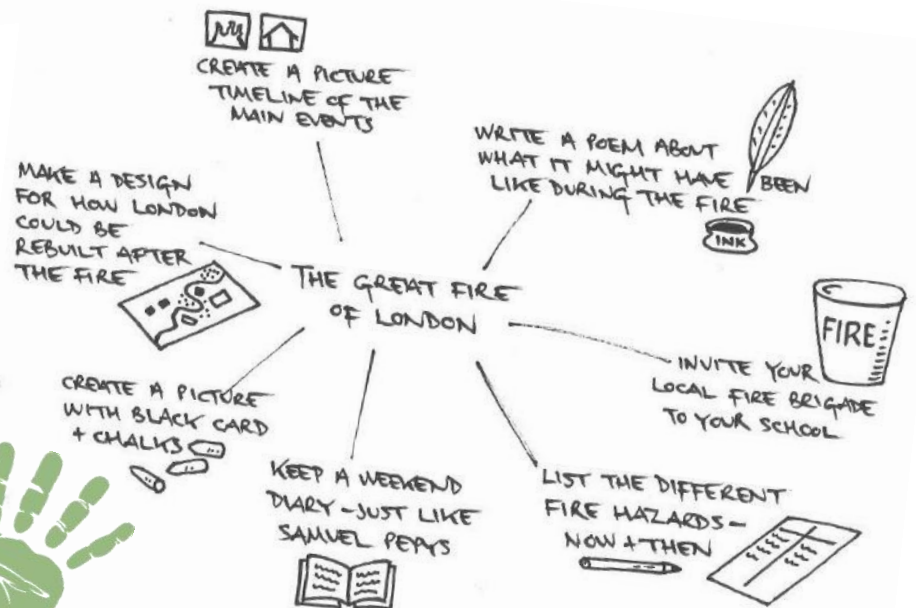 CREATE A PICTURE
TIMELINE OF THE
MAIN EVENTS
WRITE A POEM ABOUT
WHAT IT MIGHT HAVE BEEN
LIKE DURING THE FIRE
INK
MAKE A DESIGN
FOR HOW LONDON
COULD BE
REBUILT AFTER
THE FIRE
THE GREAT FIRE
OF LONDON
FIRE
INVITE YOUR
LOCAL FIRE BRIGADE
TO YOUR SCHOOL
CREATE A PICTURE
WITH BLACK CARD
+ CHALKS
KEEP A WEEKEND
DIARY - JUST LIKE
SAMUEL PEPYS
LIST THE DIFFERENT
FIRE HAZARDS -
NOW + THEN